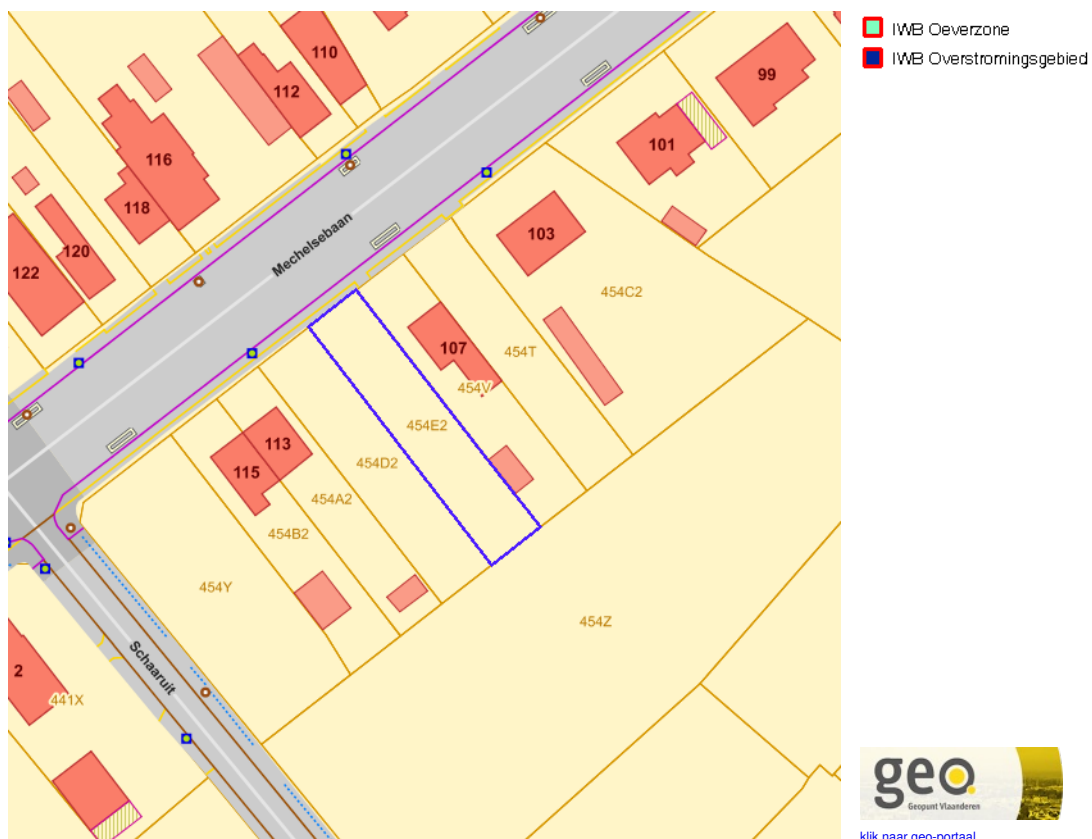 IWB Oeverzone
IWB Overstromingsgebied
110
112
99
116
101
118
120
122
Mechelsebaan
103
454C2
107
454T
454V
454E2
113
115
454D2
454A2
454B2
454Y
454Z
Schaaruit
2
441X
geo.
Geopunt Vlaanderen
klik naar geo-portaal